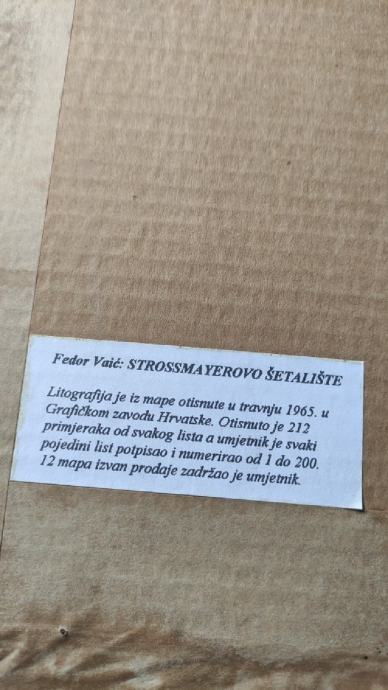 Fedor Vaić: STROSSMAYEROVO ŠETALIŠTE
Litografija je iz mape otisnute u travnju 1965. u
Grafičkom zavodu Hrvatske. Otisnuto je 212
primjeraka od svakog lista a umjetnik je svaki
pojedini list potpisao i numerirao od 1 do 200.
12 mapa izvan prodaje zadržao je umjetnik.